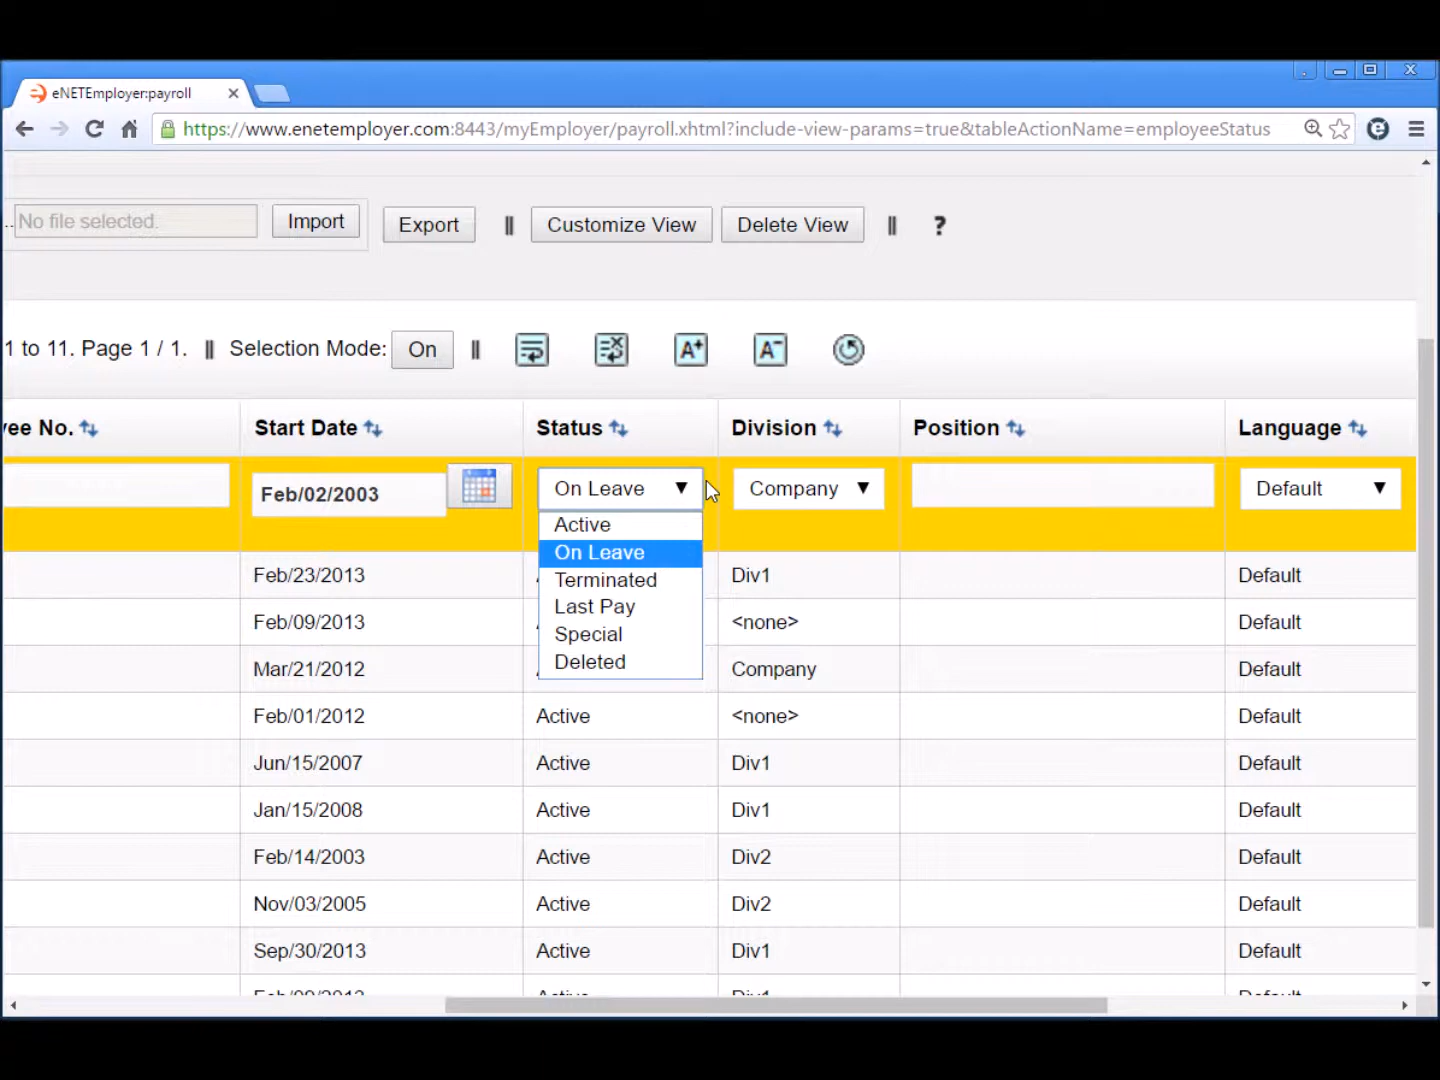 eNETEmployer:payroll
https://www.enetemployer.com:8443/myEmployer/payroll.xhtml?include-view-params=true&tableActionName=employeeStatus
..No file selected. Import Export || Customize View Delete View || ?
1 to 11. Page 1 / 1. || Selection Mode: On || A+ A-
yee No. Start Date Status Division Position Language
Feb/02/2003 On Leave Company Default
Active
On Leave
Terminated
Last Pay
Special
Deleted
Feb/23/2013 Div1 Default
Feb/09/2013 <none> Default
Mar/21/2012 Company Default
Feb/01/2012 Active <none> Default
Jun/15/2007 Active Div1 Default
Jan/15/2008 Active Div1 Default
Feb/14/2003 Active Div2 Default
Nov/03/2005 Active Div2 Default
Sep/30/2013 Active Div1 Default